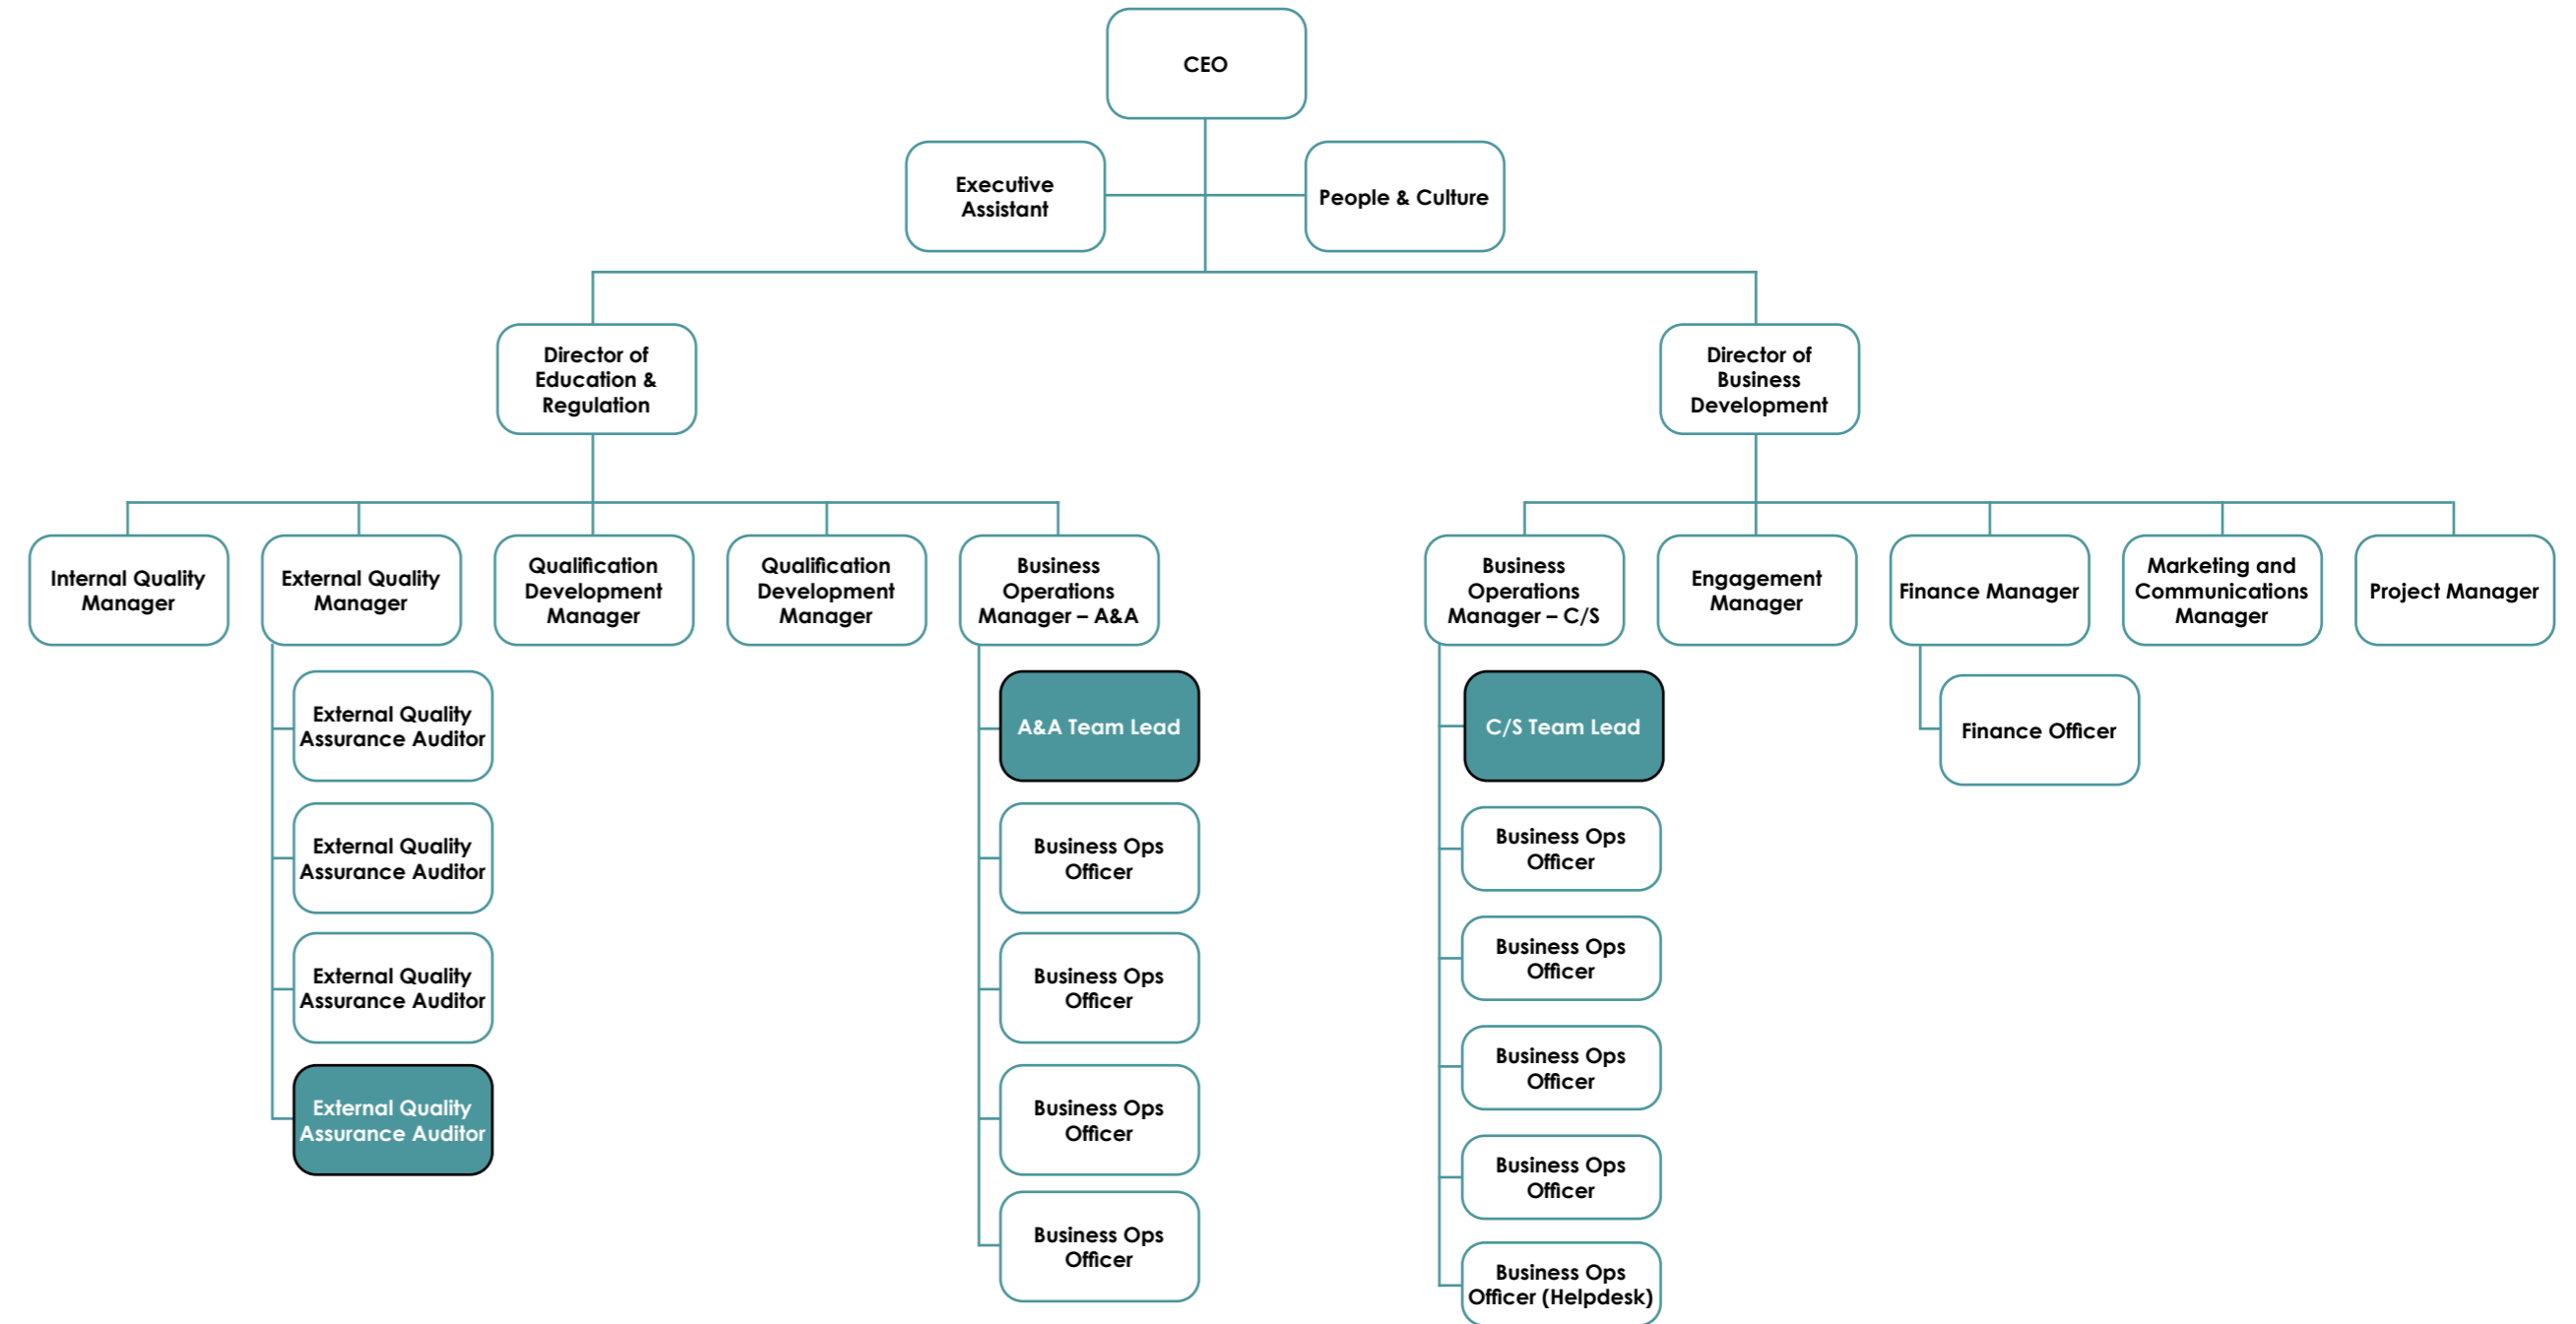 CEO
Executive
Assistant
People & Culture
Director of
Education &
Regulation
Director of
Business
Development
Internal Quality
Manager
External Quality
Manager
Qualification
Development
Manager
Qualification
Development
Manager
Business
Operations
Manager – A&A
Business
Operations
Manager – C/S
Engagement
Manager
Finance Manager
Marketing and
Communications
Manager
Project Manager
External Quality
Assurance Auditor
External Quality
Assurance Auditor
External Quality
Assurance Auditor
External Quality
Assurance Auditor
A&A Team Lead
Business Ops
Officer
Business Ops
Officer
Business Ops
Officer
Business Ops
Officer
C/S Team Lead
Business Ops
Officer
Business Ops
Officer
Business Ops
Officer
Business Ops
Officer
Business Ops
Officer (Helpdesk)
Finance Officer